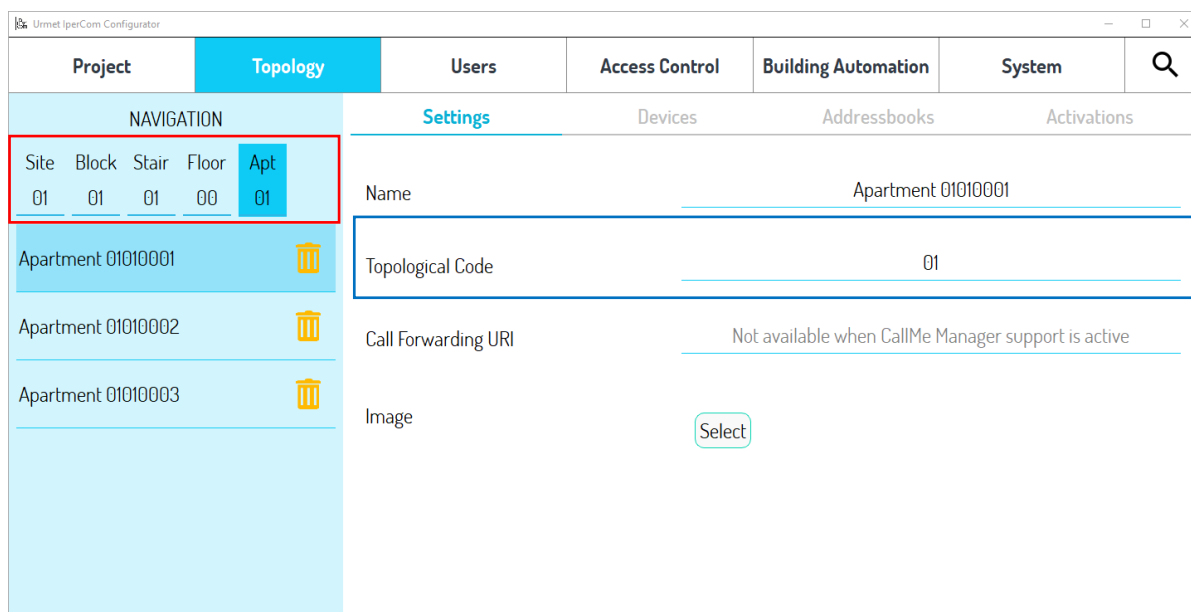 Urmet IperCom Configurator
Project Topology Users Access Control Building Automation System
NAVIGATION
Settings Devices Addressbooks Activations
Site Block Stair Floor Apt
01 01 01 00 01
Name Apartment 01010001
Apartment 01010001
Topological Code 01
Apartment 01010002
Call Forwarding URI Not available when CallMe Manager support is active
Apartment 01010003
Image Select